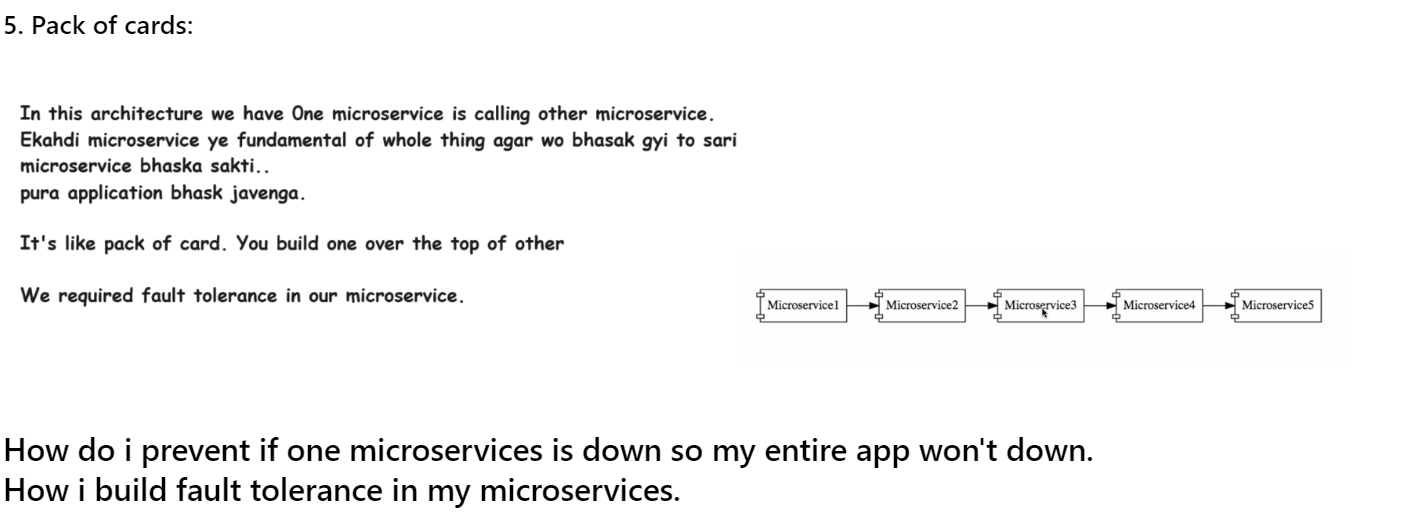 5. Pack of cards:
In this architecture we have One microservice is calling other microservice.
Ekahdi microservice ye fundamental of whole thing agar wo bhasak gyi to sari
microservice bhaska sakti..
pura application bhask javenga.
It's like pack of card. You build one over the top of other
We required fault tolerance in our microservice.
Microservice1 Microservice2 Microservice3 Microservice4 Microservice5
How do i prevent if one microservices is down so my entire app won't down.
How i build fault tolerance in my microservices.